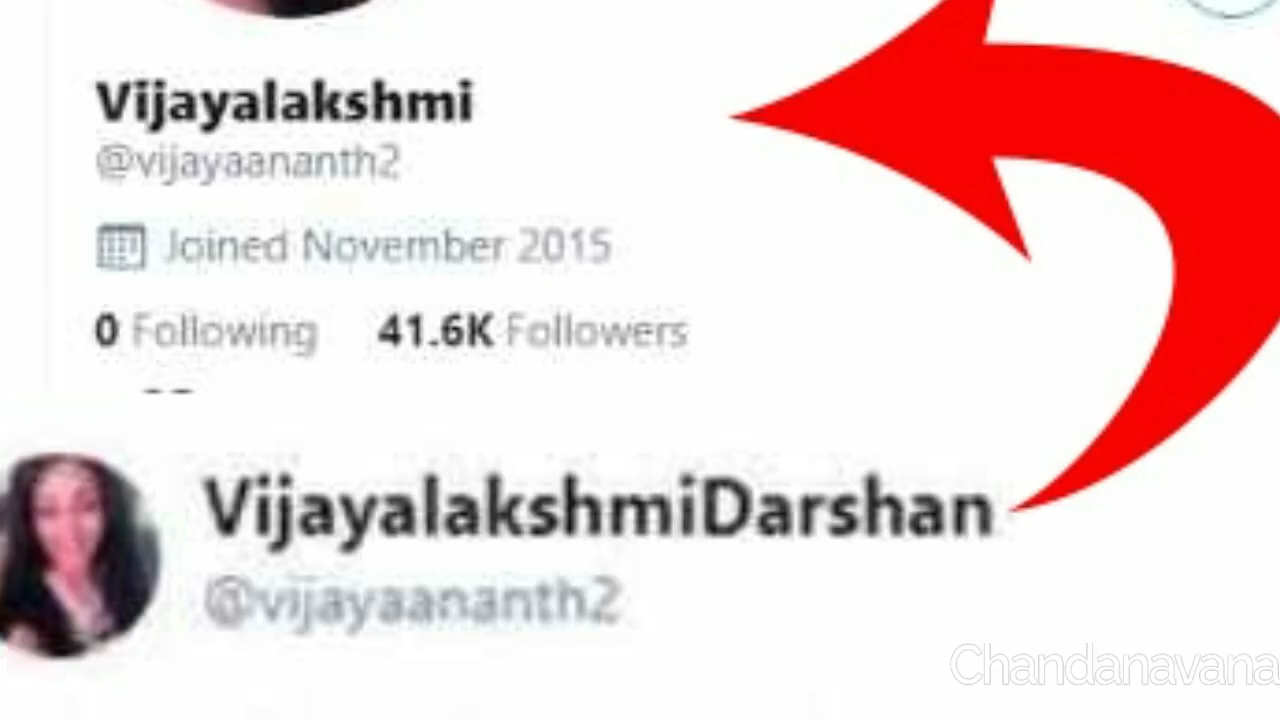 Vijayalakshmi
@vijayaananth2
Joined November 2015
0 Following 41.6K Followers
VijayalakshmiDarshan
@vijayaananth2
Chandanavana